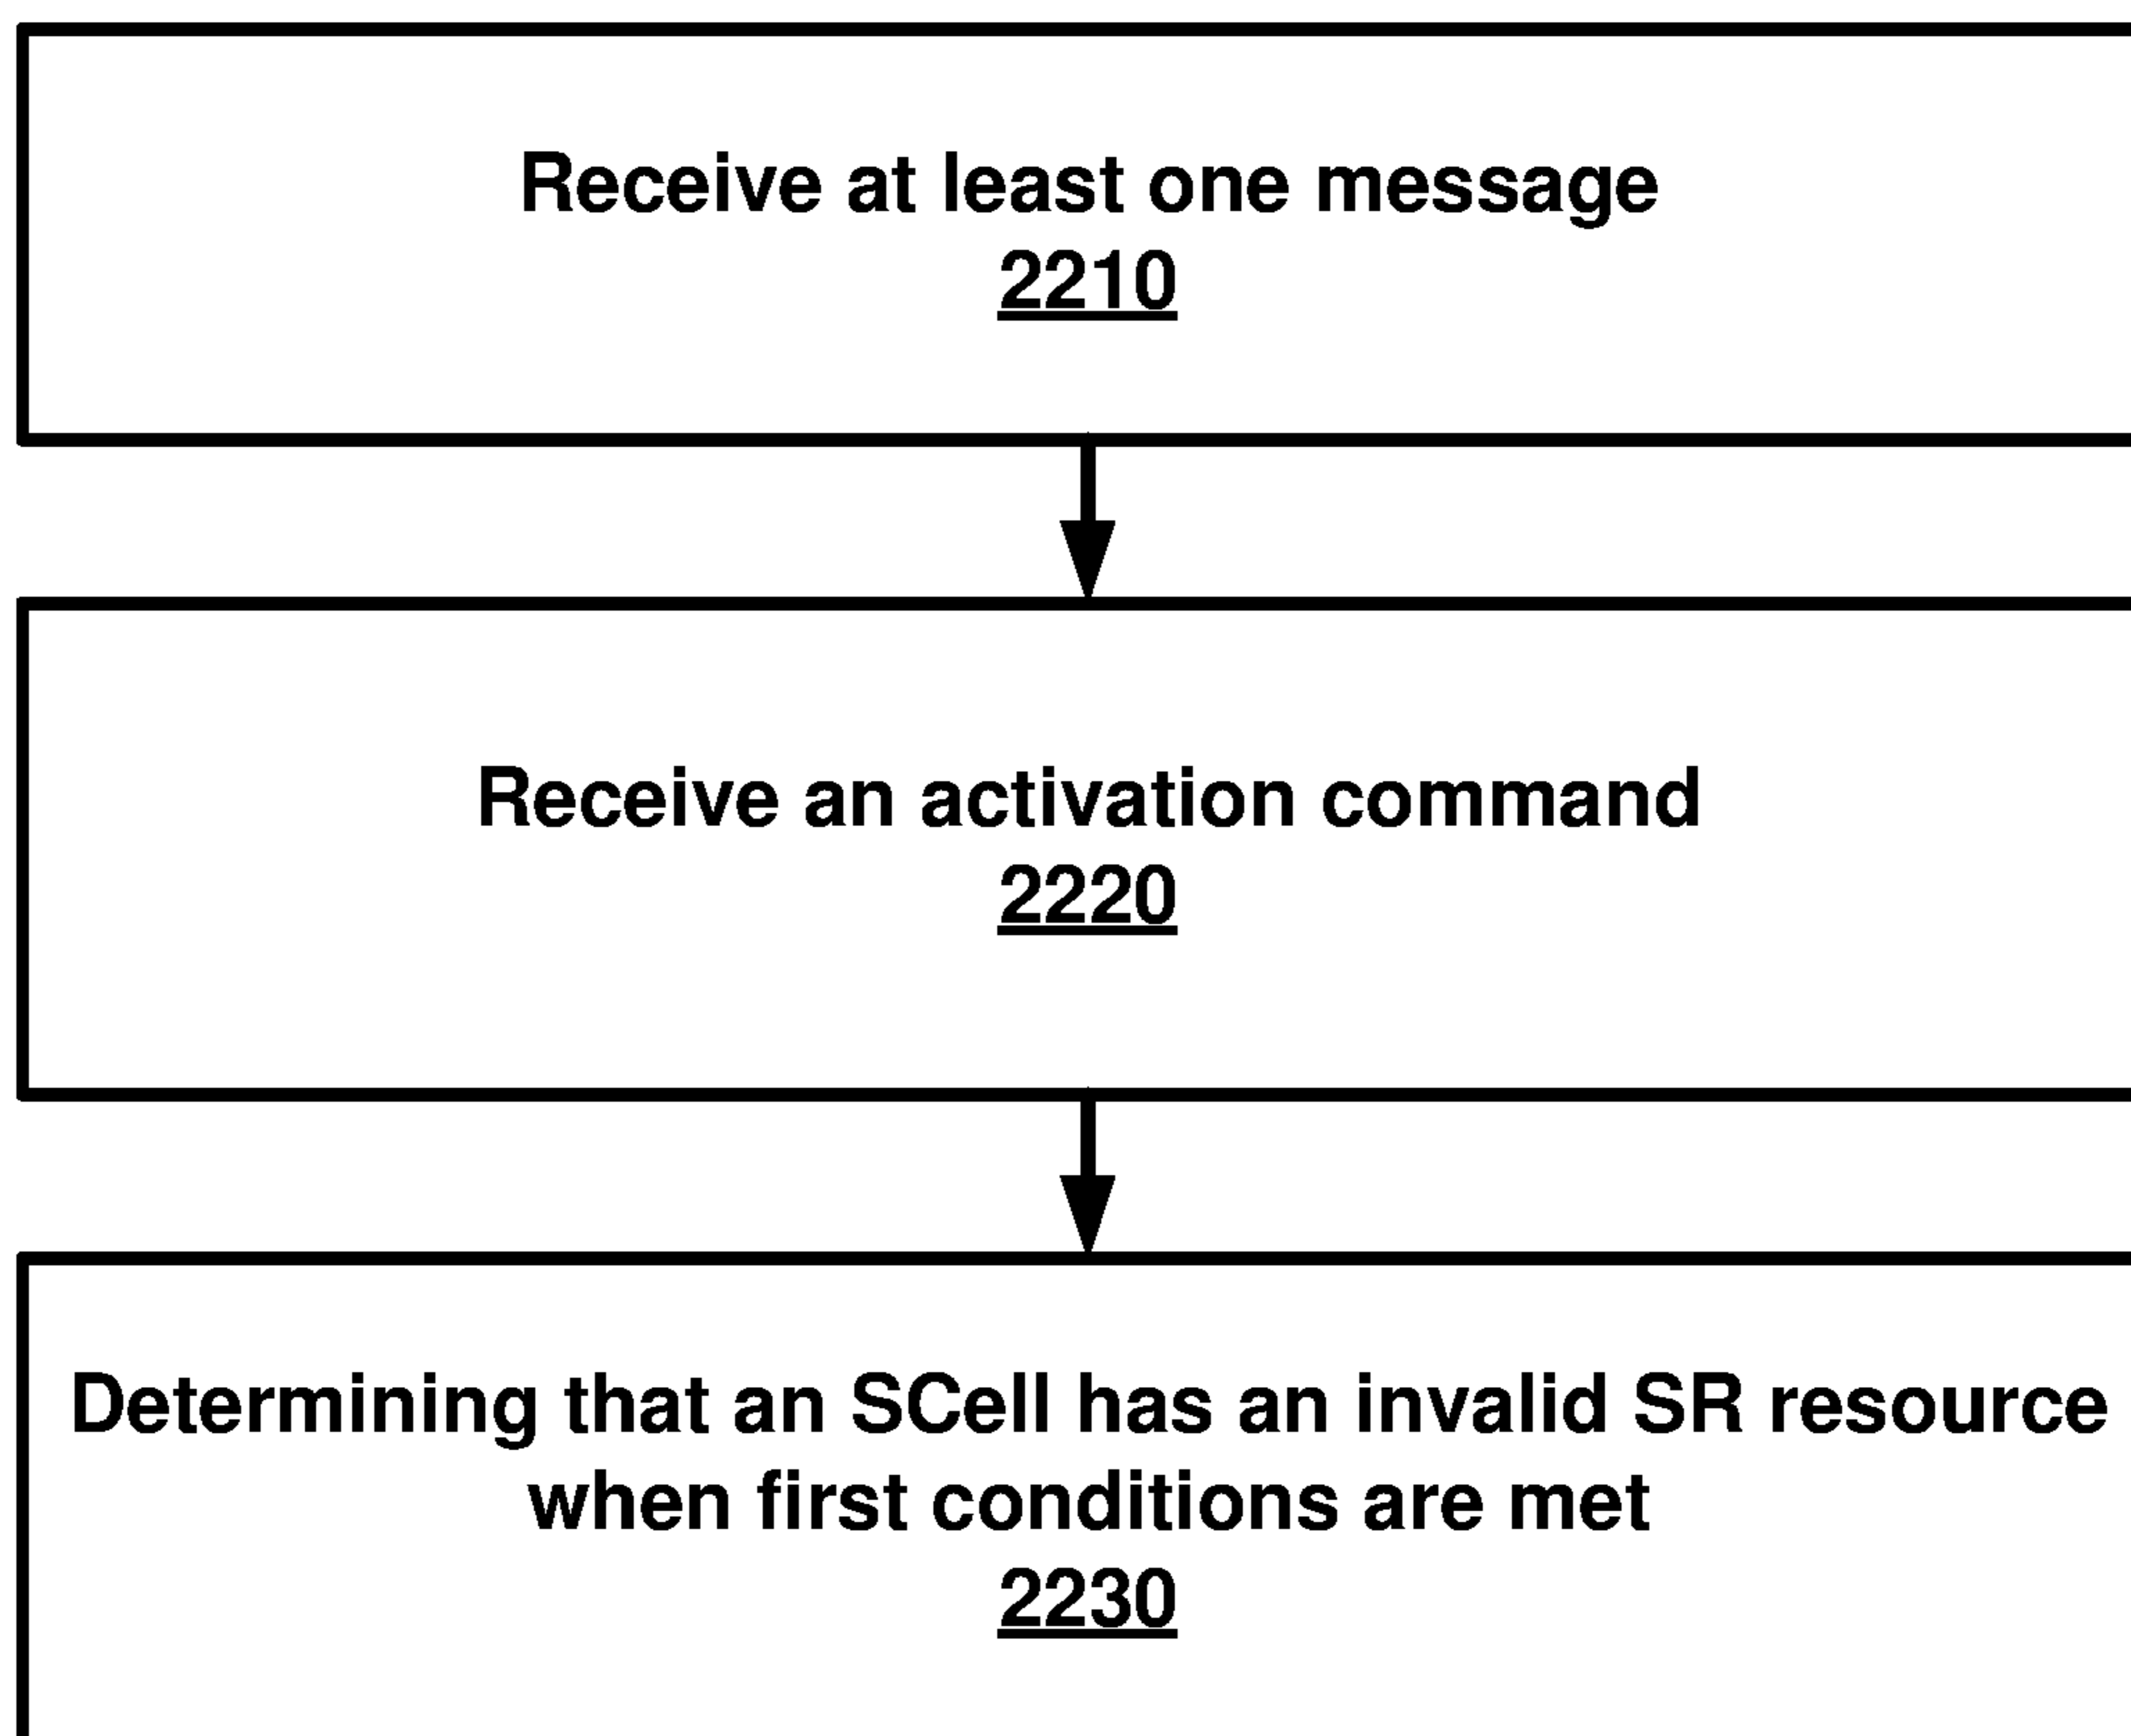 Receive at least one message
2210
Receive an activation command
2220
Determining that an SCell has an invalid SR resource
when first conditions are met
2230